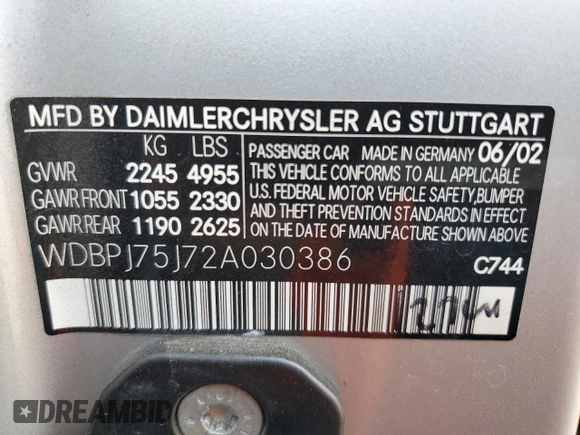 MFD BY DAIMLERCHRYSLER AG STUTTGART
KG LBS
GVWR 2245 4955
GAWR FRONT 1055 2330
GAWR REAR 1190 2625
PASSENGER CAR MADE IN GERMANY 06/02
THIS VEHICLE CONFORMS TO ALL APPLICABLE
U.S. FEDERAL MOTOR VEHICLE SAFETY, BUMPER
AND THEFT PREVENTION STANDARDS IN EFFECT
ON THE DATE OF MANUFACTURE SHOWN ABOVE.
WDBPJ75J72A030386
C744
DREAMBID